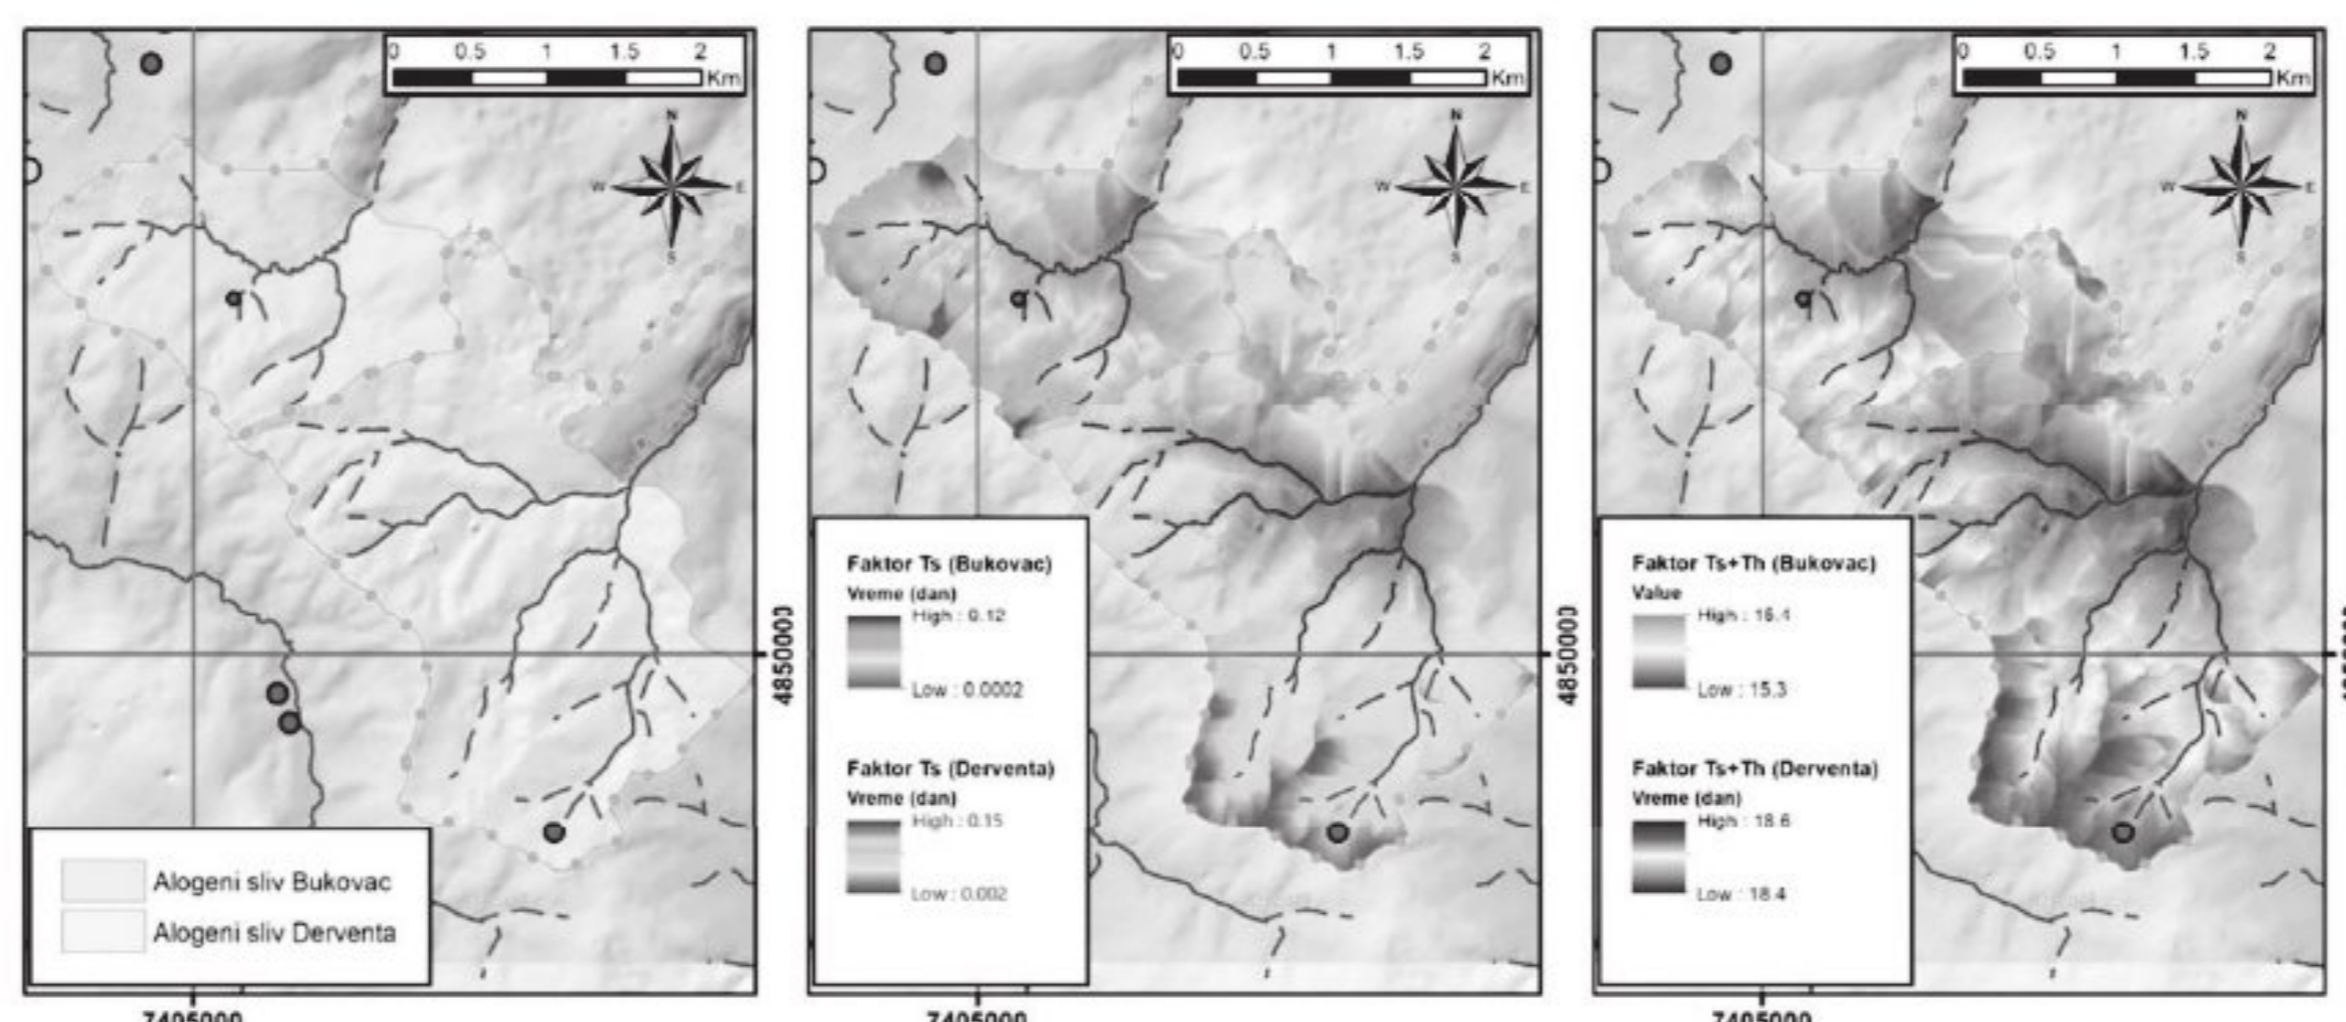 0 0.5 1 1.5 2
Km
N
W E
S
Alogeni sliv Bukovac
Alogeni sliv Derventa
7495000
4850000
0 0.5 1 1.5 2
Km
N
W E
S
Faktor Ts (Bukovac)
Vreme (dan)
High : 0.12
Low : 0.0002
Faktor Ts (Derventa)
Vreme (dan)
High : 0.15
Low : 0.002
7495000
4850000
0 0.5 1 1.5 2
Km
N
W E
S
Faktor Ts+Th (Bukovac)
Value
High : 16.4
Low : 15.3
Faktor Ts+Th (Derventa)
Vreme (dan)
High : 18.6
Low : 18.4
7495000